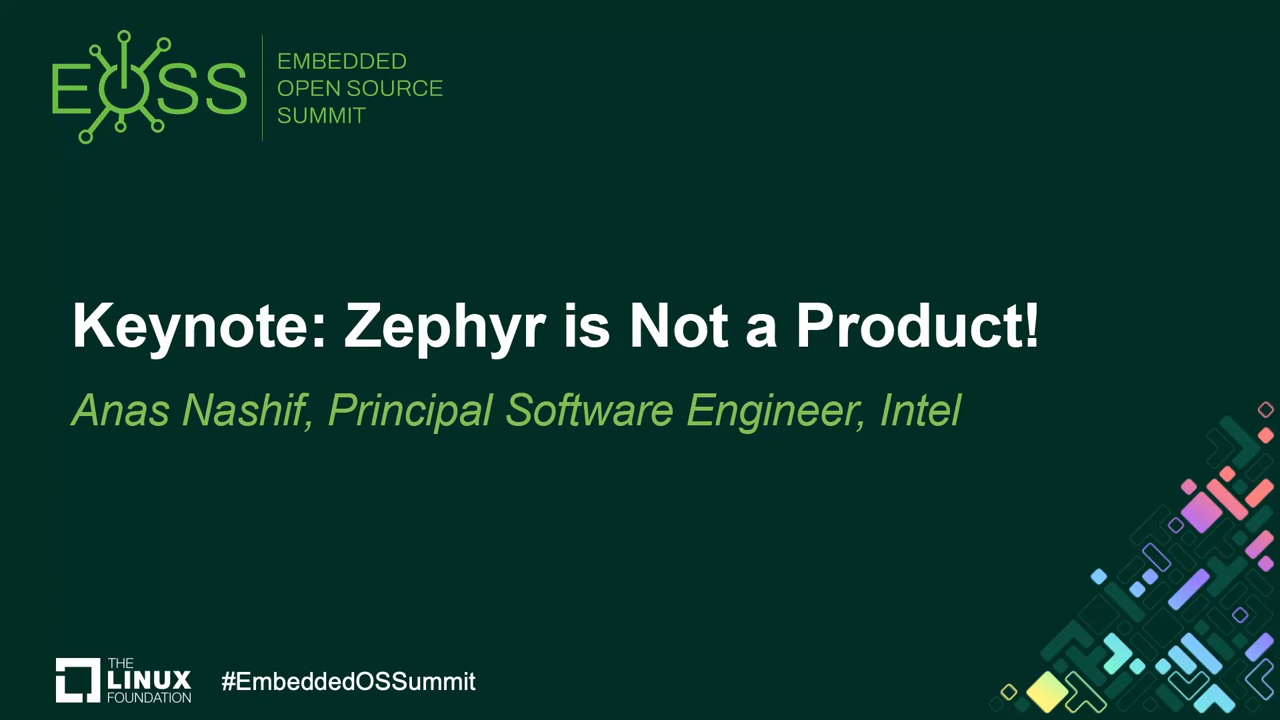 EOSS
EMBEDDED
OPEN SOURCE
SUMMIT
Keynote: Zephyr is Not a Product!
Anas Nashif, Principal Software Engineer, Intel
THE
LINUX
FOUNDATION
#EmbeddedOSSummit